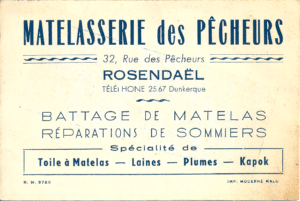 MATELASSERIE des PÊCHEURS
32, Rue des Pêcheurs
ROSENDAËL
TÉLÉPHONE 25.67 Dunkerque
BATTAGE DE MATELAS
RÉPARATIONS DE SOMMIERS
Spécialité de
Toile à Matelas — Laines — Plumes — Kapok
IMP. MODERNE